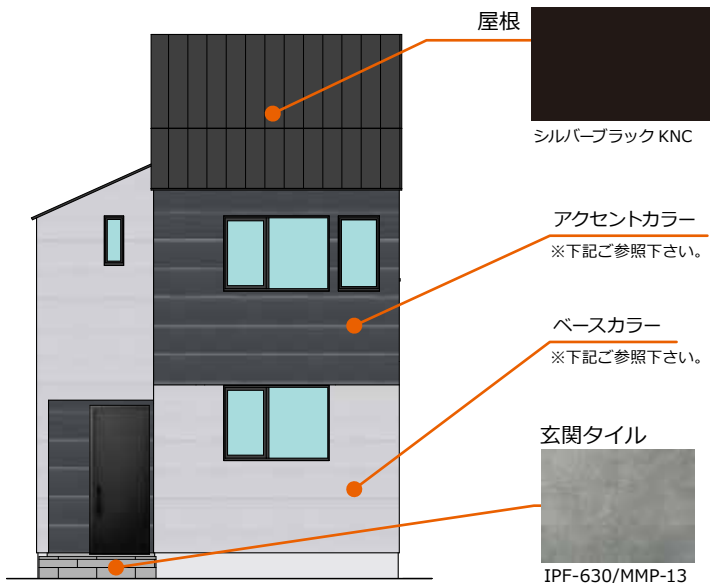 屋根
シルバーブラック KNC
アクセントカラー
※下記ご参照下さい。
ベースカラー
※下記ご参照下さい。
玄関タイル
IPF-630/MMP-13